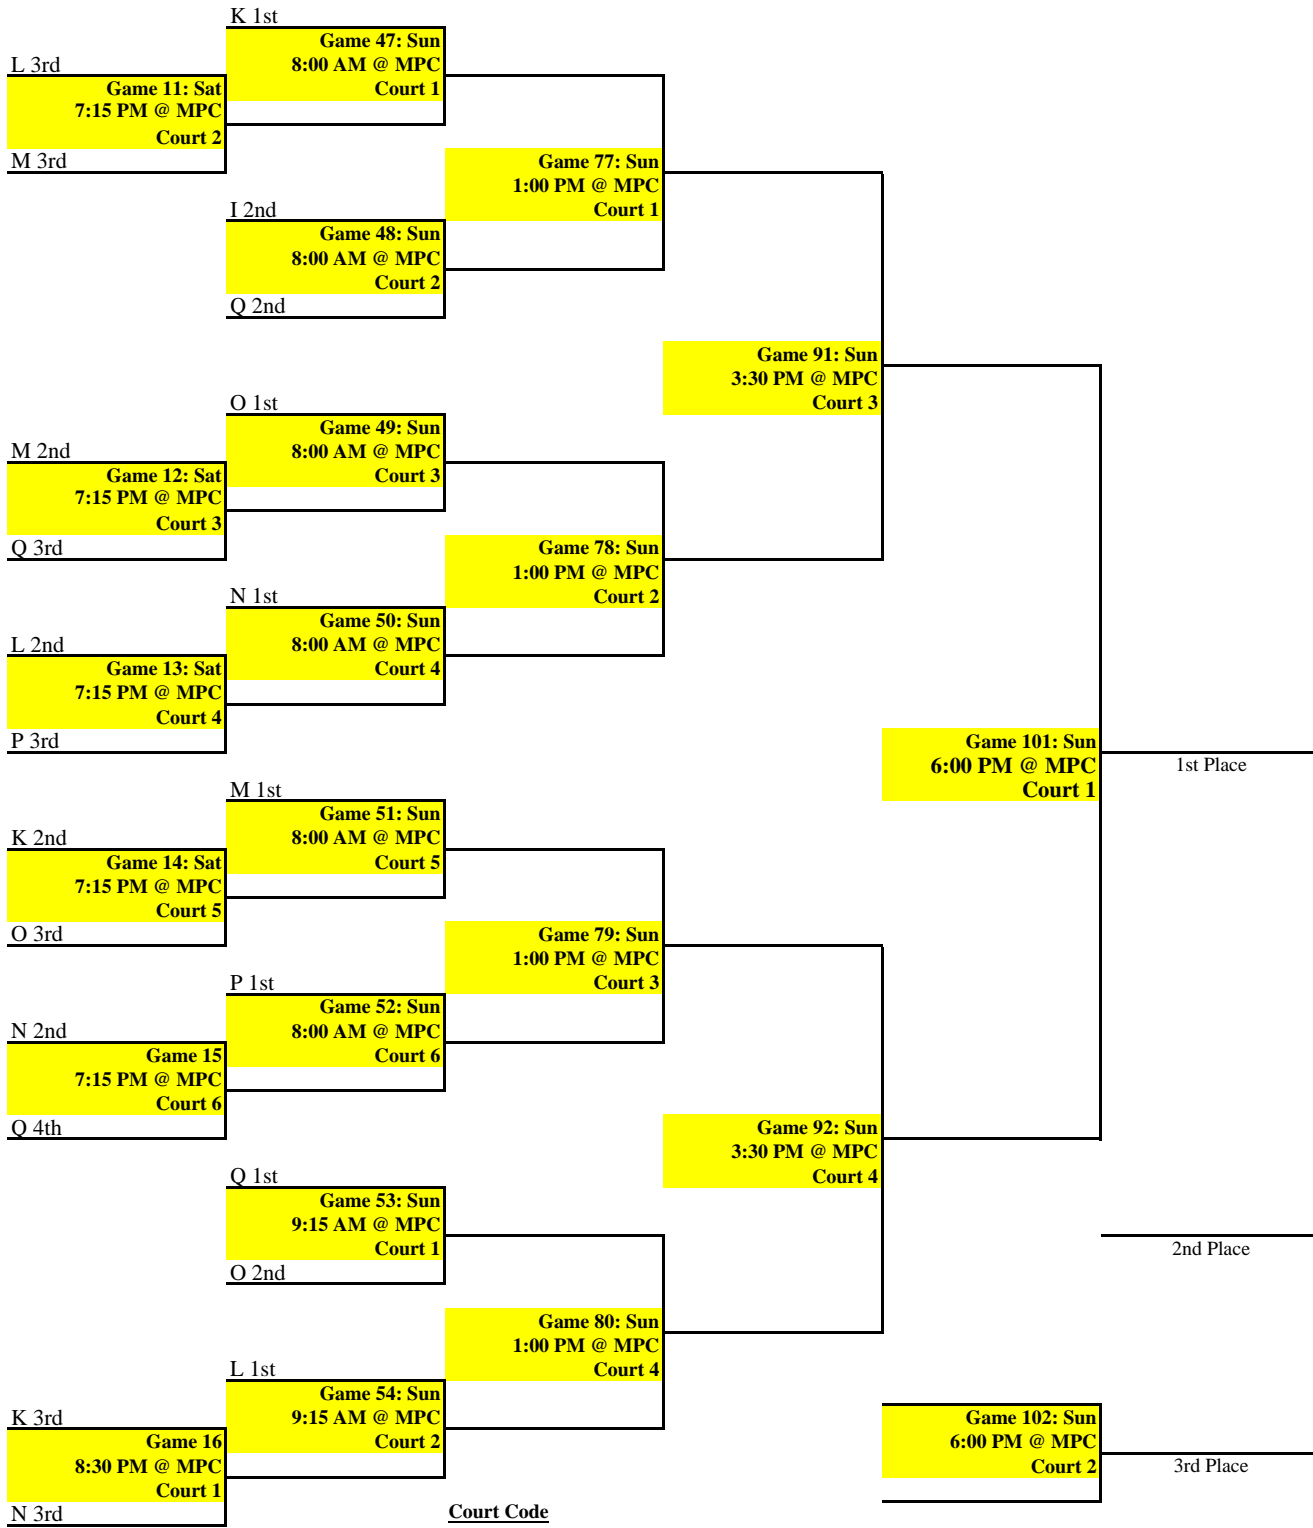 K 1st
Game 47: Sun
8:00 AM @ MPC
Court 1
L 3rd
Game 11: Sat
7:15 PM @ MPC
Court 2
M 3rd
Game 77: Sun
1:00 PM @ MPC
Court 1
I 2nd
Game 48: Sun
8:00 AM @ MPC
Court 2
Q 2nd
Game 91: Sun
3:30 PM @ MPC
Court 3
O 1st
Game 49: Sun
8:00 AM @ MPC
Court 3
M 2nd
Game 12: Sat
7:15 PM @ MPC
Court 3
Q 3rd
Game 78: Sun
1:00 PM @ MPC
Court 2
N 1st
Game 50: Sun
8:00 AM @ MPC
Court 4
L 2nd
Game 13: Sat
7:15 PM @ MPC
Court 4
P 3rd
Game 101: Sun
6:00 PM @ MPC
Court 1
1st Place
M 1st
Game 51: Sun
8:00 AM @ MPC
Court 5
K 2nd
Game 14: Sat
7:15 PM @ MPC
Court 5
O 3rd
Game 79: Sun
1:00 PM @ MPC
Court 3
P 1st
Game 52: Sun
8:00 AM @ MPC
Court 6
N 2nd
Game 15
7:15 PM @ MPC
Court 6
Q 4th
Game 92: Sun
3:30 PM @ MPC
Court 4
Q 1st
Game 53: Sun
9:15 AM @ MPC
Court 1
O 2nd
2nd Place
Game 80: Sun
1:00 PM @ MPC
Court 4
L 1st
Game 54: Sun
9:15 AM @ MPC
Court 2
K 3rd
Game 16
8:30 PM @ MPC
Court 1
N 3rd
Game 102: Sun
6:00 PM @ MPC
Court 2
3rd Place
Court Code